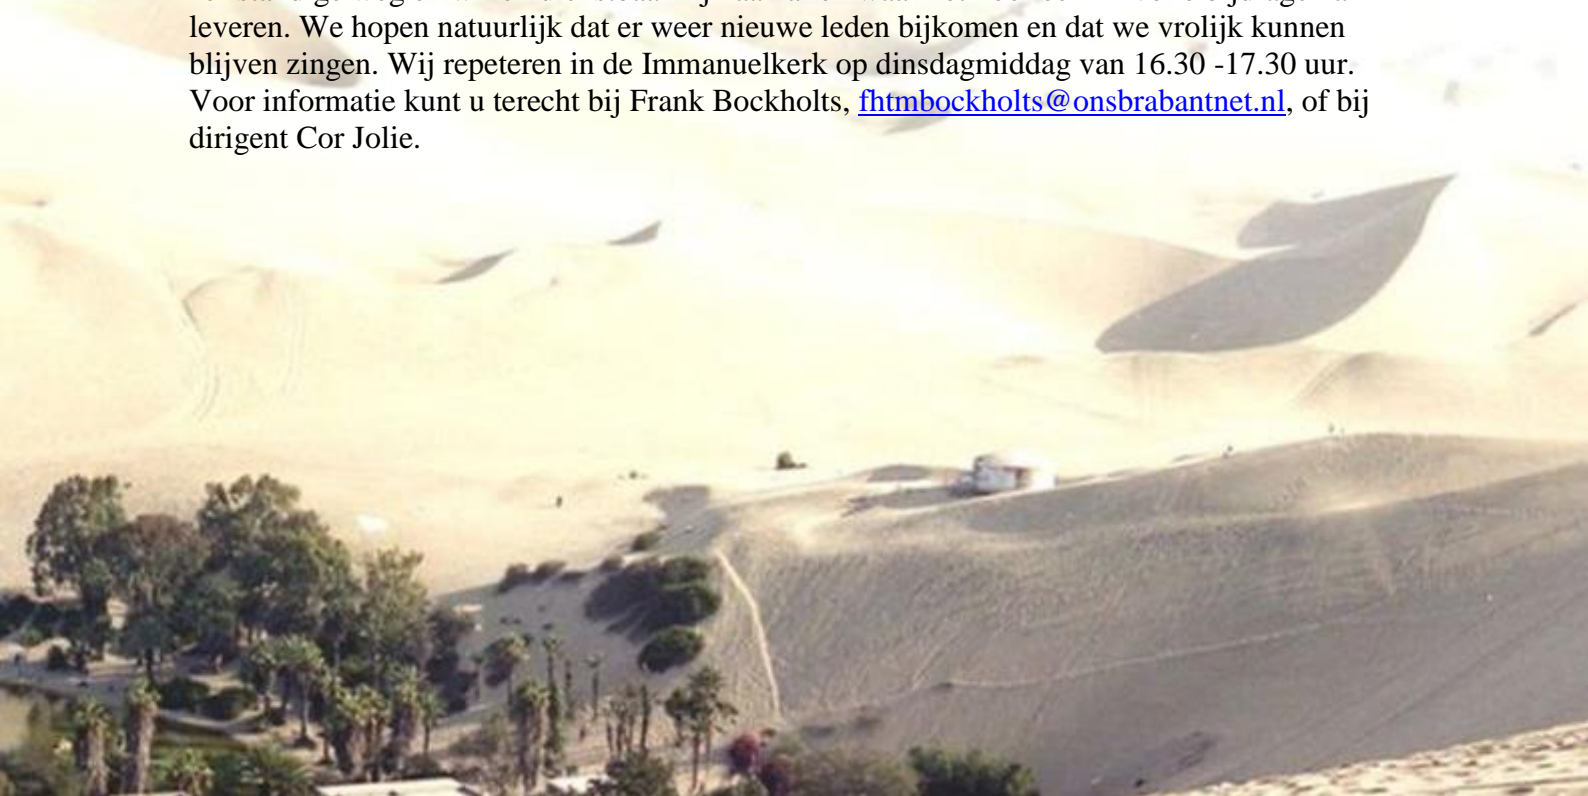 leveren. We hopen natuurlijk dat er weer nieuwe leden bijkomen en dat we vrolijk kunnen
blijven zingen. Wij repeteren in de Immanuelkerk op dinsdagmiddag van 16.30 -17.30 uur.
Voor informatie kunt u terecht bij Frank Bockholts, fhtmbockholts@onsbrabantnet.nl, of bij
dirigent Cor Jolie.